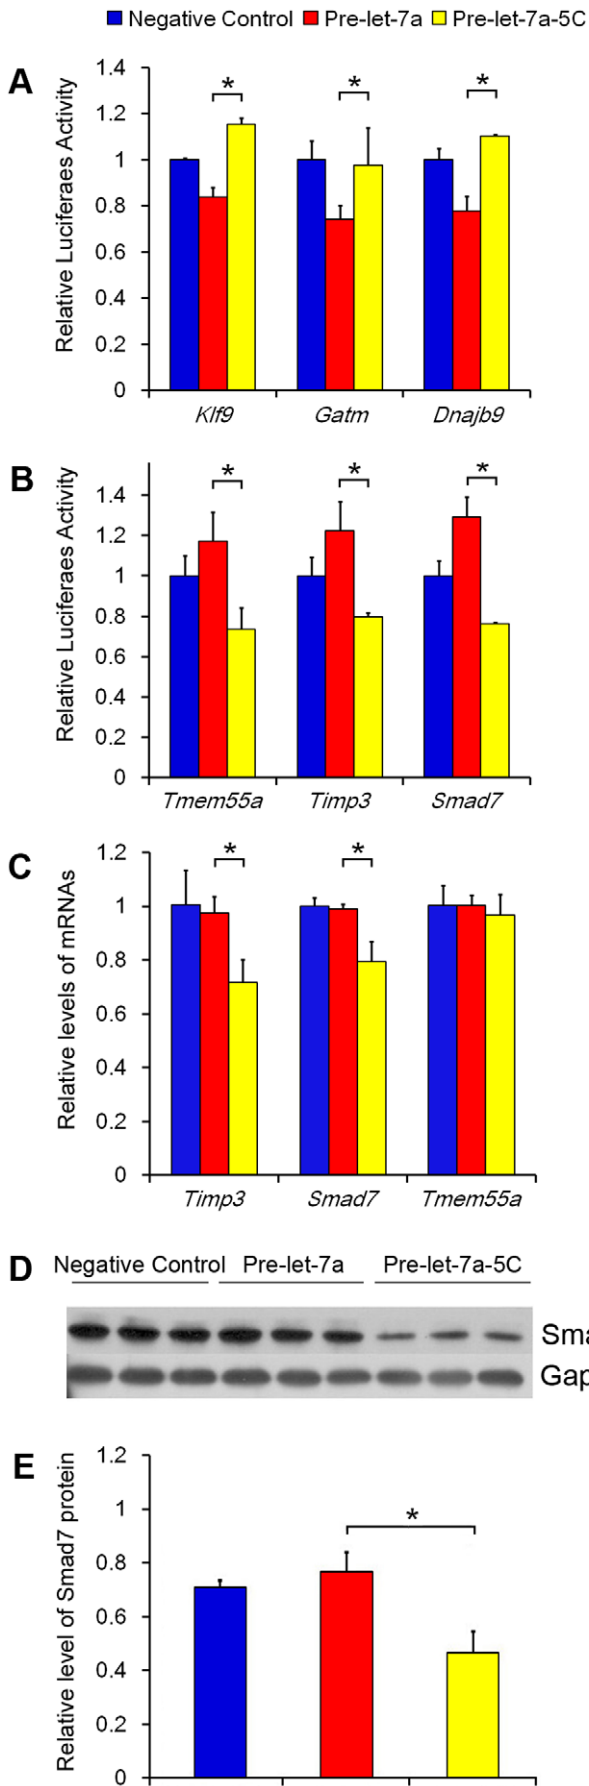 Negative Control Pre-let-7a Pre-let-7a-5C
A
Relative Luciferaes Activity
1.4
1.2
1
0.8
0.6
0.4
0.2
0
* * *
Klf9 Gatm Dnajb9
B
Relative Luciferaes Activity
1.4
1.2
1
0.8
0.6
0.4
0.2
0
* * *
Tmem55a Timp3 Smad7
C
Relative levels of mRNAs
1.2
1
0.8
0.6
0.4
0.2
0
* *
Timp3 Smad7 Tmem55a
D
Negative Control Pre-let-7a Pre-let-7a-5C
Sma
Gap
E
Relative level of Smad7 protein
1.2
1
0.8
0.6
0.4
0.2
0
*